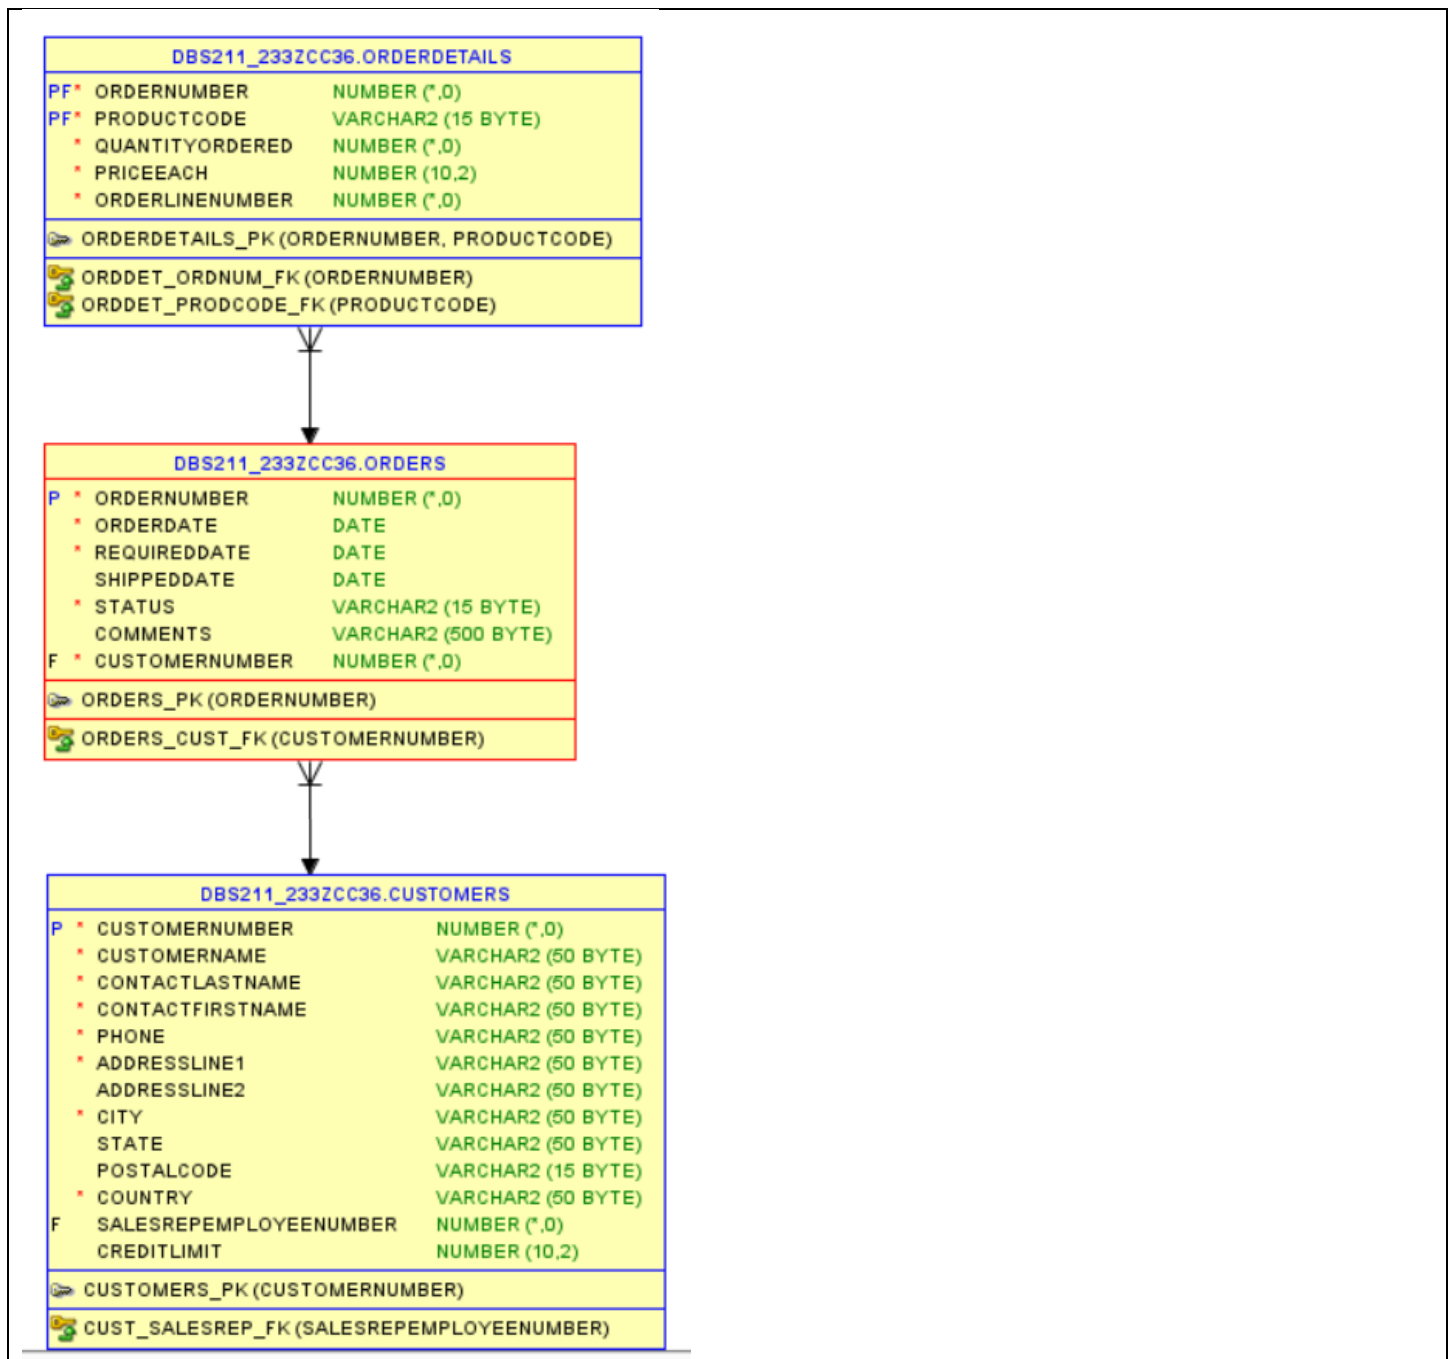 DBS211_233ZCC36.ORDERDETAILS
PF* ORDERNUMBER NUMBER (*,0)
PF* PRODUCTCODE VARCHAR2 (15 BYTE)
* QUANTITYORDERED NUMBER (*,0)
* PRICEEACH NUMBER (10,2)
* ORDERLINENUMBER NUMBER (*,0)
ORDERDETAILS_PK (ORDERNUMBER, PRODUCTCODE)
ORDDET_ORDNUM_FK (ORDERNUMBER)
ORDDET_PRODCODE_FK (PRODUCTCODE)
DBS211_233ZCC36.ORDERS
P * ORDERNUMBER NUMBER (*,0)
* ORDERDATE DATE
* REQUIREDDATE DATE
SHIPPEDDATE DATE
* STATUS VARCHAR2 (15 BYTE)
COMMENTS VARCHAR2 (500 BYTE)
F * CUSTOMERNUMBER NUMBER (*,0)
ORDERS_PK (ORDERNUMBER)
ORDERS_CUST_FK (CUSTOMERNUMBER)
DBS211_233ZCC36.CUSTOMERS
P * CUSTOMERNUMBER NUMBER (*,0)
* CUSTOMERNAME VARCHAR2 (50 BYTE)
* CONTACTLASTNAME VARCHAR2 (50 BYTE)
* CONTACTFIRSTNAME VARCHAR2 (50 BYTE)
* PHONE VARCHAR2 (50 BYTE)
* ADDRESSLINE1 VARCHAR2 (50 BYTE)
ADDRESSLINE2 VARCHAR2 (50 BYTE)
* CITY VARCHAR2 (50 BYTE)
STATE VARCHAR2 (50 BYTE)
POSTALCODE VARCHAR2 (15 BYTE)
* COUNTRY VARCHAR2 (50 BYTE)
F SALESREPEMPLOYEENUMBER NUMBER (*,0)
CREDITLIMIT NUMBER (10,2)
CUSTOMERS_PK (CUSTOMERNUMBER)
CUST_SALESREP_FK (SALESREPEMPLOYEENUMBER)